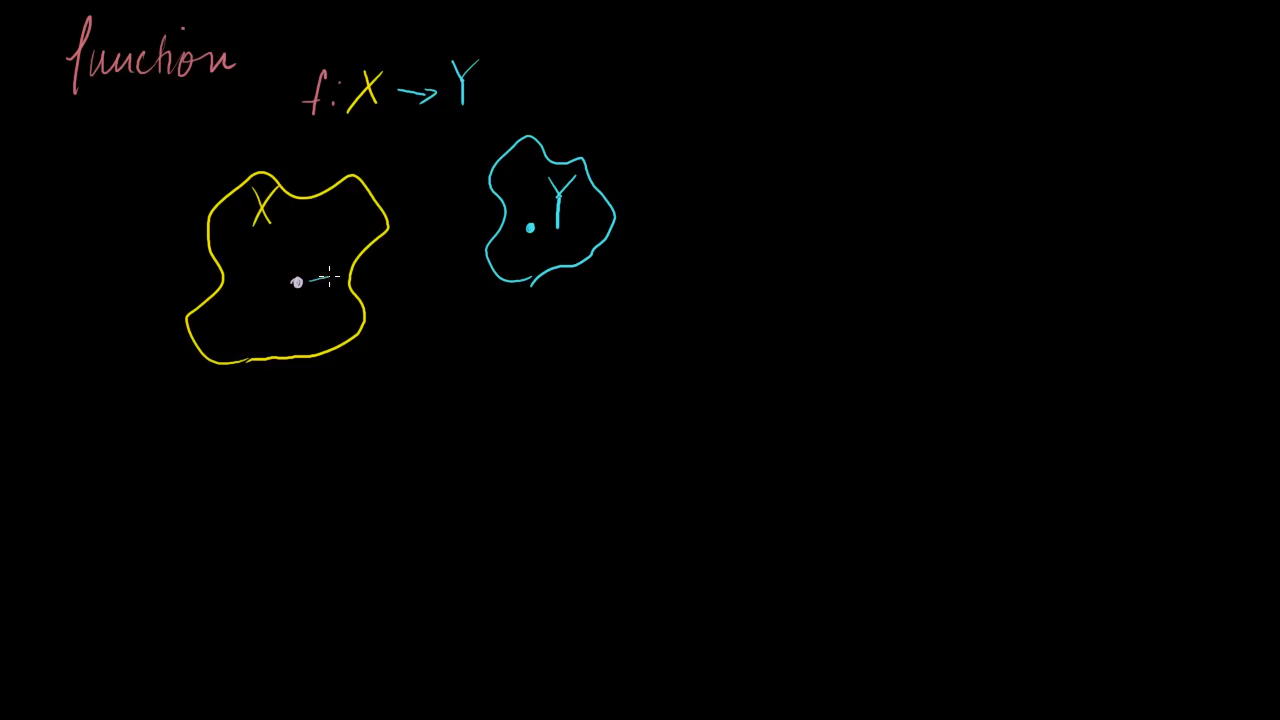 function
f: X → Y
X
Y